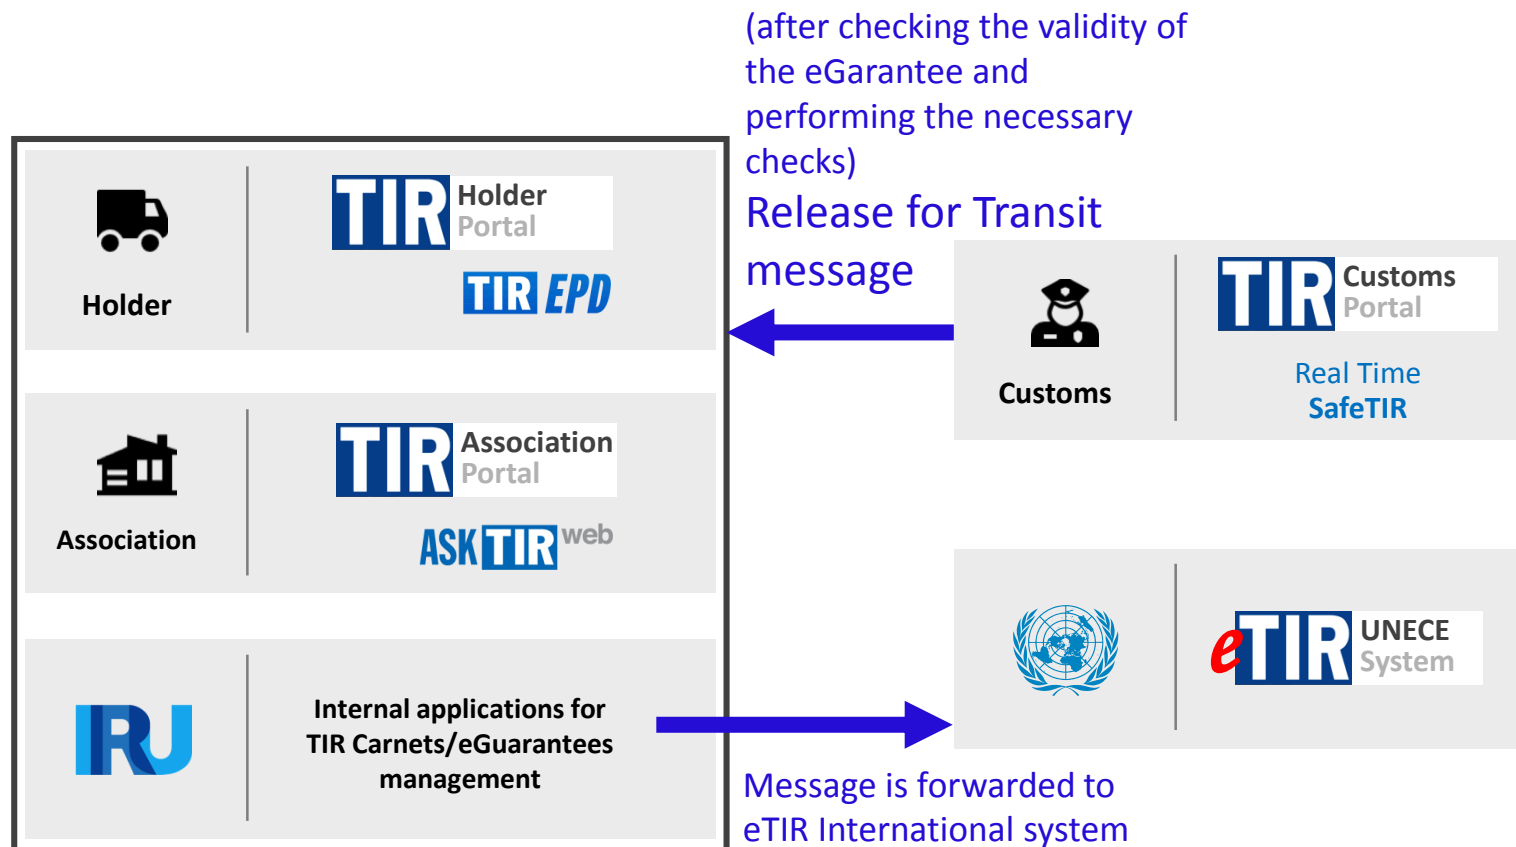 (after checking the validity of
the eGarantee and
performing the necessary
checks)
Release for Transit
message
TIR Holder
Portal
TIR EPD
Holder
TIR Customs
Portal
Real Time
SafeTIR
Customs
TIR Association
Portal
ASK TIR web
Association
eTIR UNECE
System
IRU
Internal applications for
TIR Carnets/eGuarantees
management
Message is forwarded to
eTIR International system